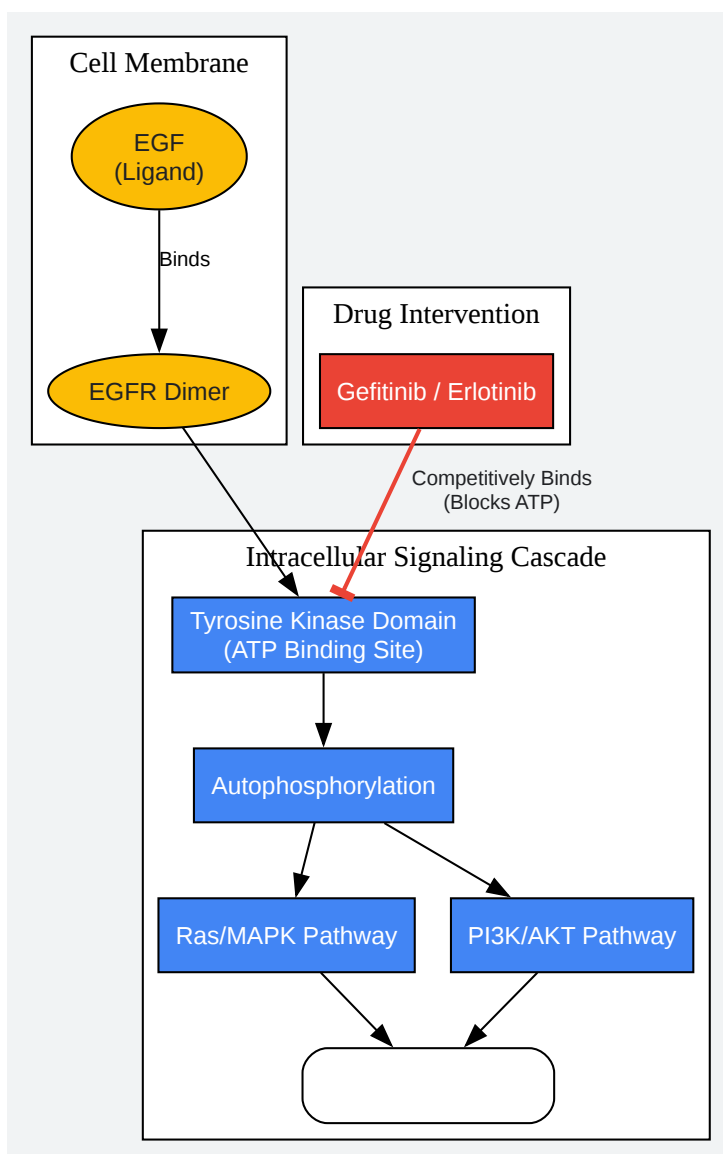 Cell Membrane
EGF
(Ligand)
Binds
EGFR Dimer
Drug Intervention
Gefitinib / Erlotinib
Competitively Binds
(Blocks ATP)
Intracellular Signaling Cascade
Tyrosine Kinase Domain
(ATP Binding Site)
Autophosphorylation
Ras/MAPK Pathway
PI3K/AKT Pathway